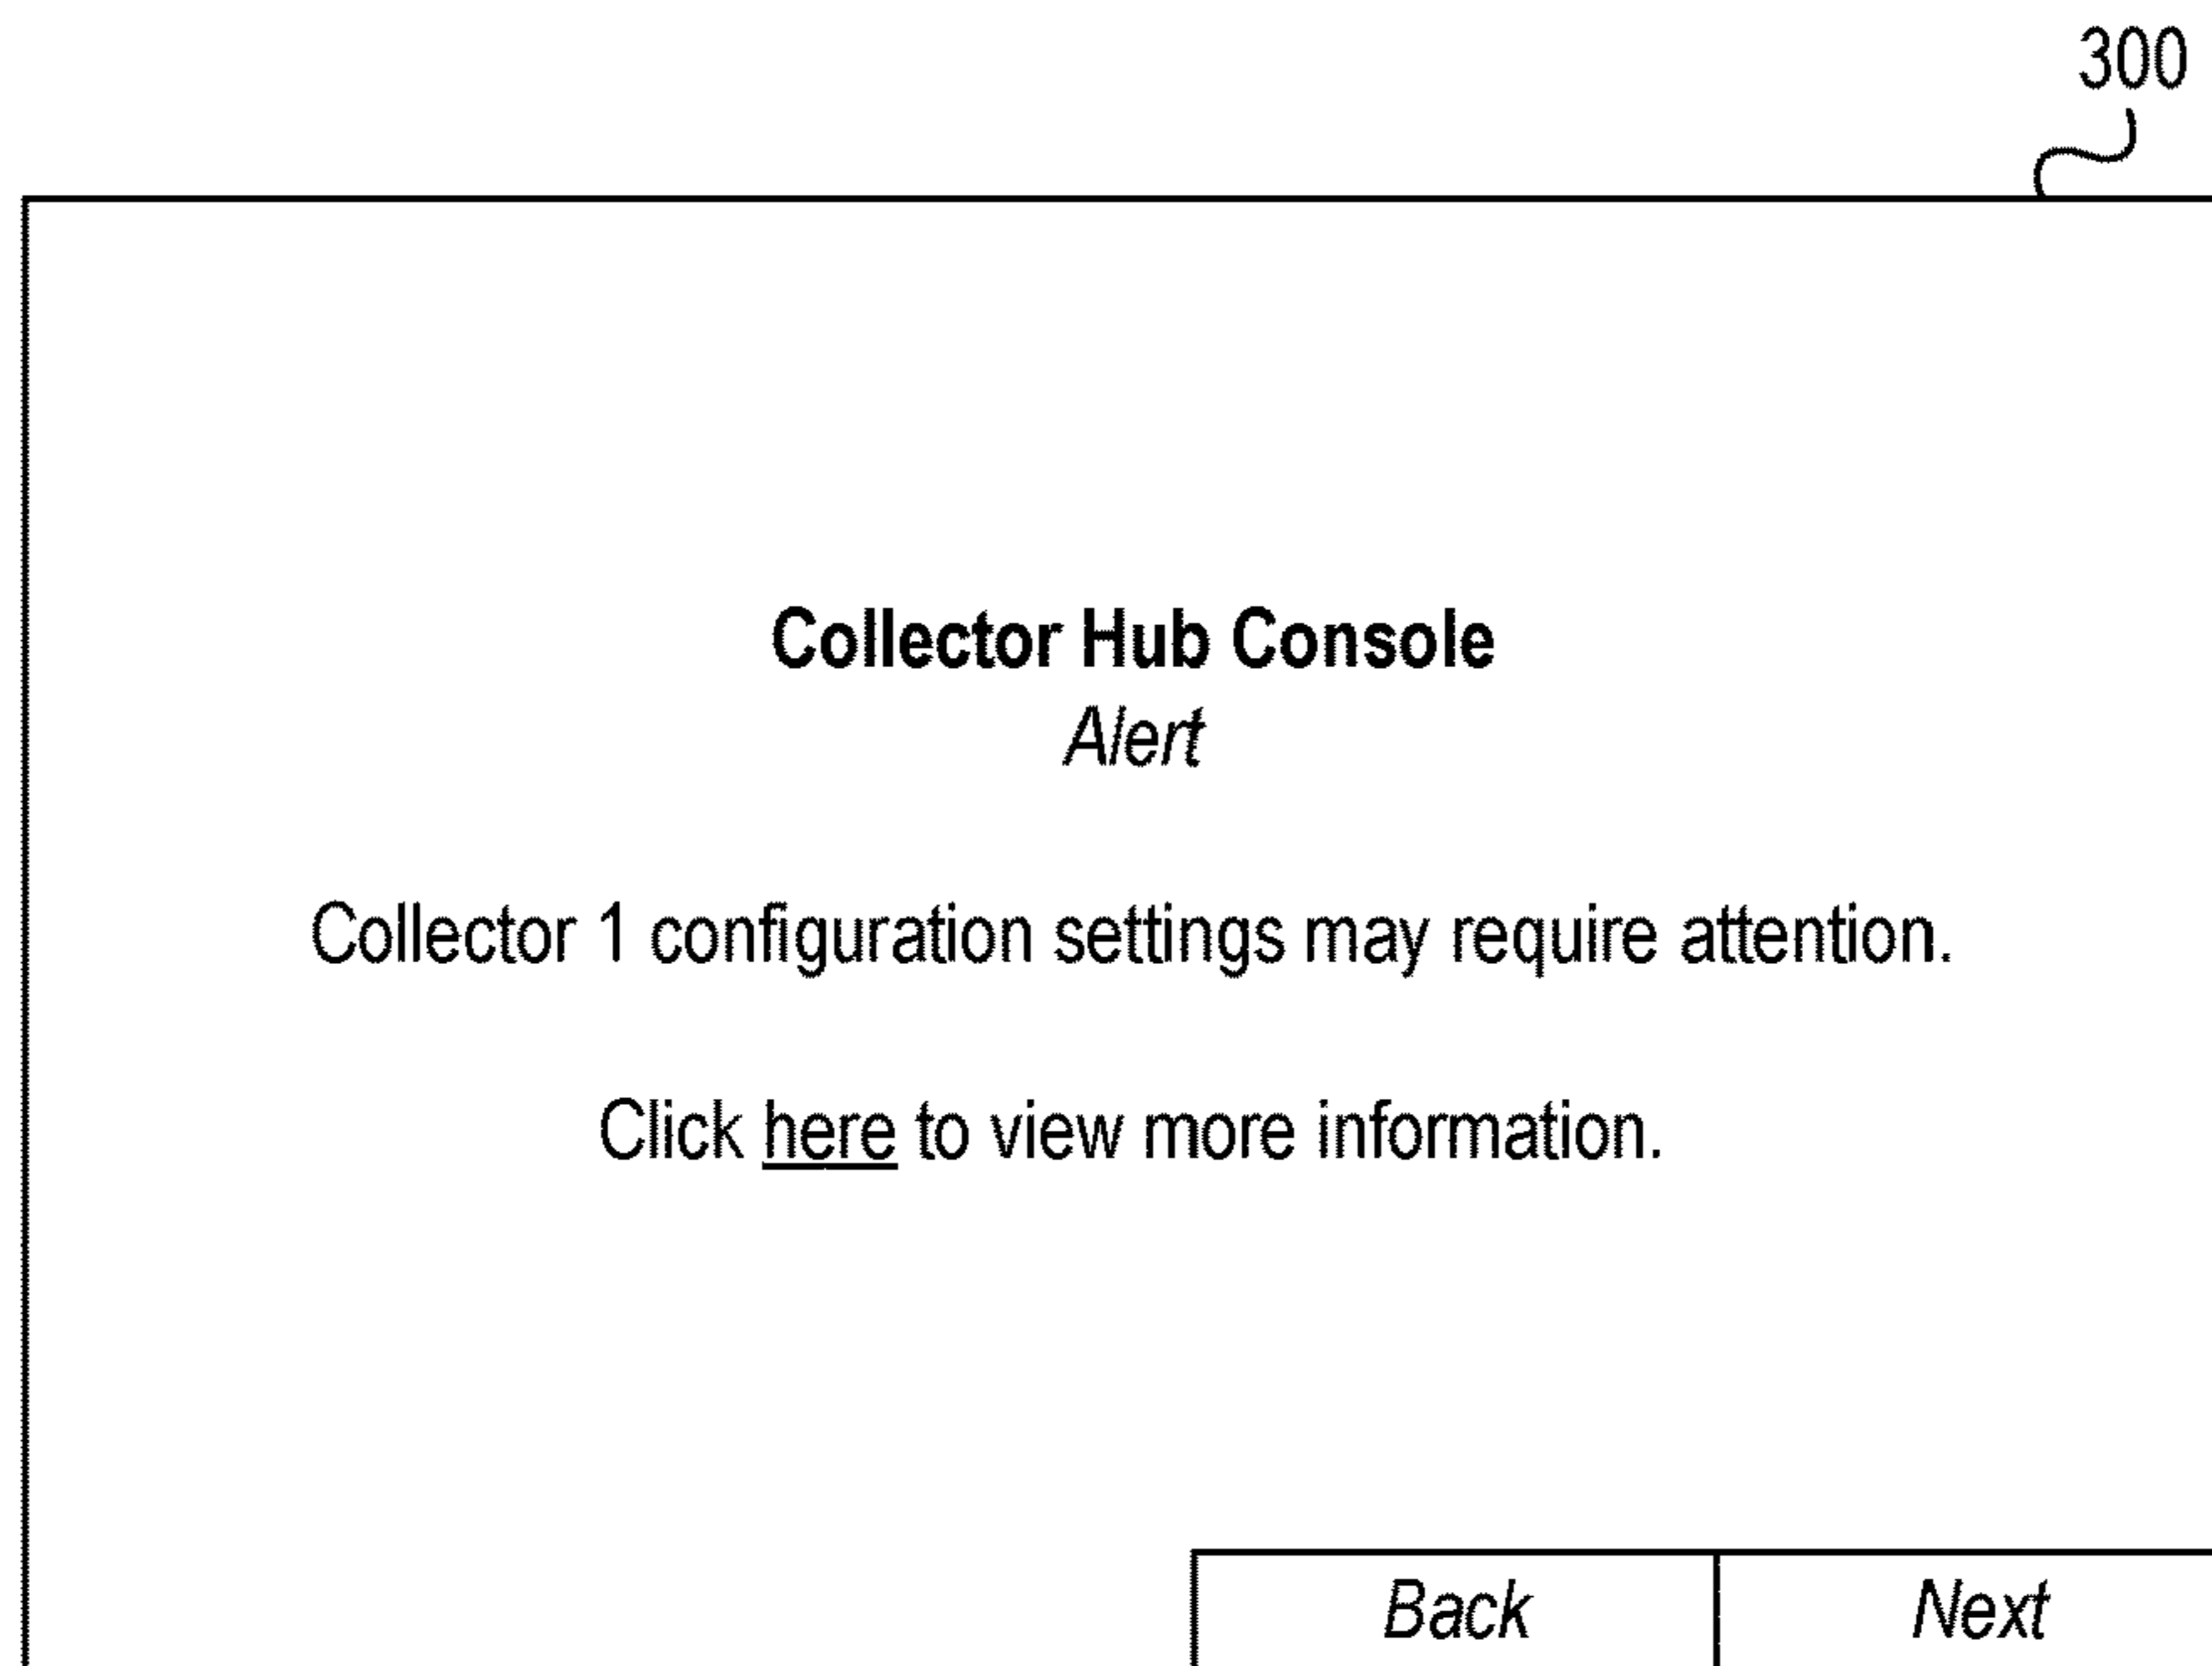 300
Collector Hub Console
Alert
Collector 1 configuration settings may require attention.
Click here to view more information.
Back Next